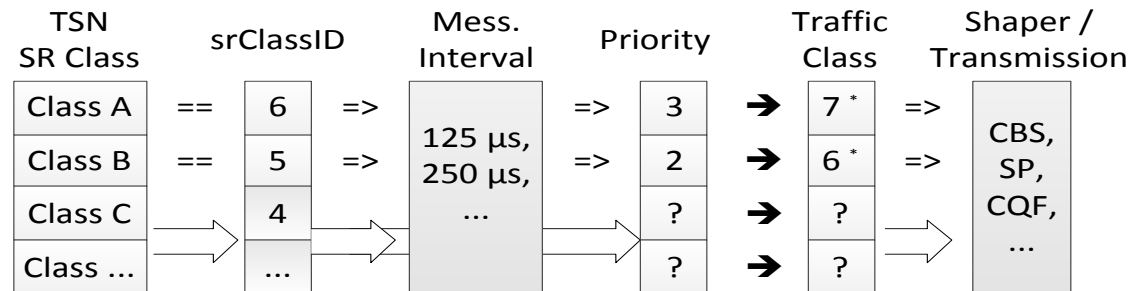 TSN SR Class srClassID Mess. Interval Priority Traffic Class Shaper / Transmission
Class A == 6 => 125 µs, 250 µs, ... => 3 ➔ 7 * => CBS, SP, CQF, ...
Class B == 5 => => 2 ➔ 6 * =>
Class C 4 ? ➔ ?
Class ... ... ? ➔ ?